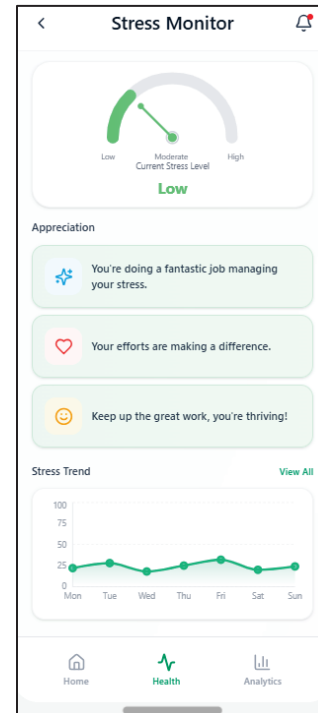 Stress Monitor
Low
Moderate
High
Current Stress Level
Low
Appreciation
You're doing a fantastic job managing
your stress.
Your efforts are making a difference.
Keep up the great work, you're thriving!
Stress Trend
View All
100
75
50
25
0
Mon Tue Wed Thu Fri Sat Sun
Home Health Analytics